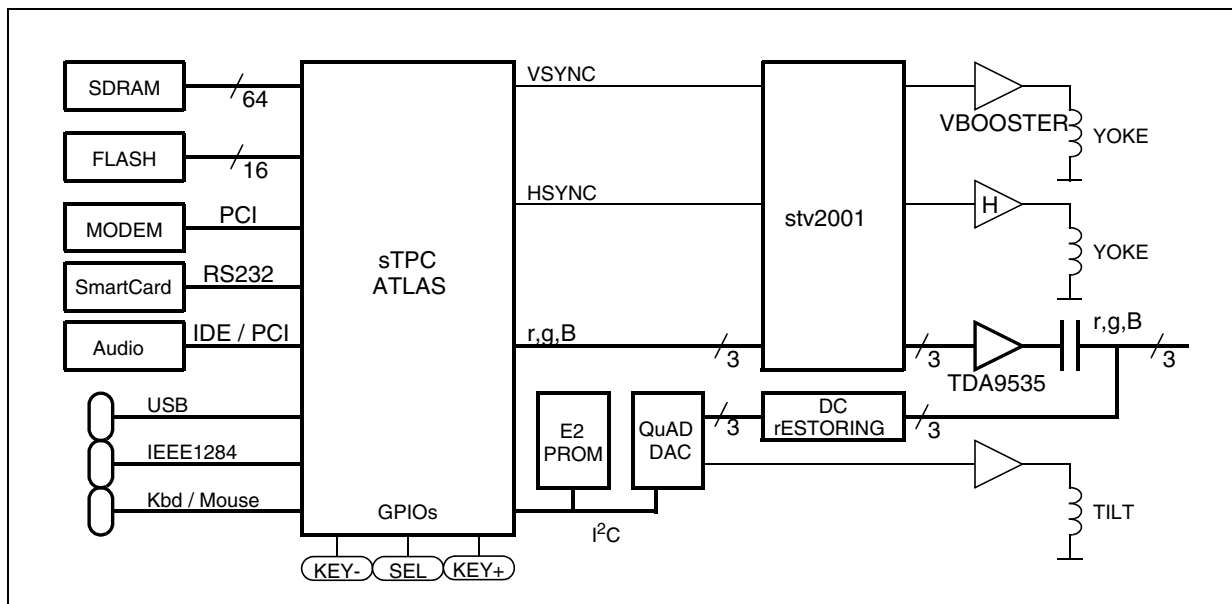 SDRAM
64
FLASH
16
MODEM
PCI
SmartCard
RS232
Audio
IDE / PCI
USB
IEEE1284
Kbd / Mouse
sTPC
ATLAS
GPIOs
KEY-
SEL
KEY+
VSYNC
HSYNC
r,g,B
3
stv2001
VBOOSTER
YOKE
H
YOKE
3
TDA9535
r,g,B
3
E2
PROM
QuAD
DAC
3
DC
rESTORING
3
I²C
TILT